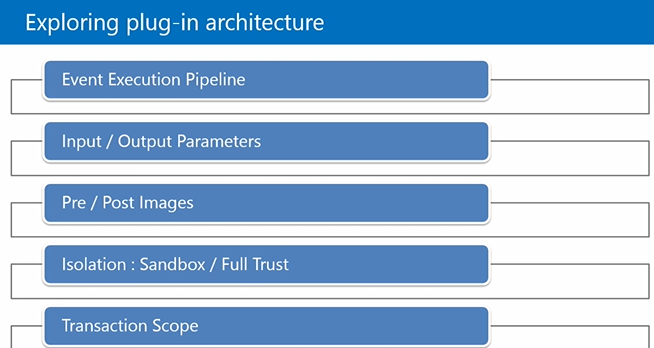 Exploring plug-in architecture
Event Execution Pipeline
Input / Output Parameters
Pre / Post Images
Isolation : Sandbox / Full Trust
Transaction Scope